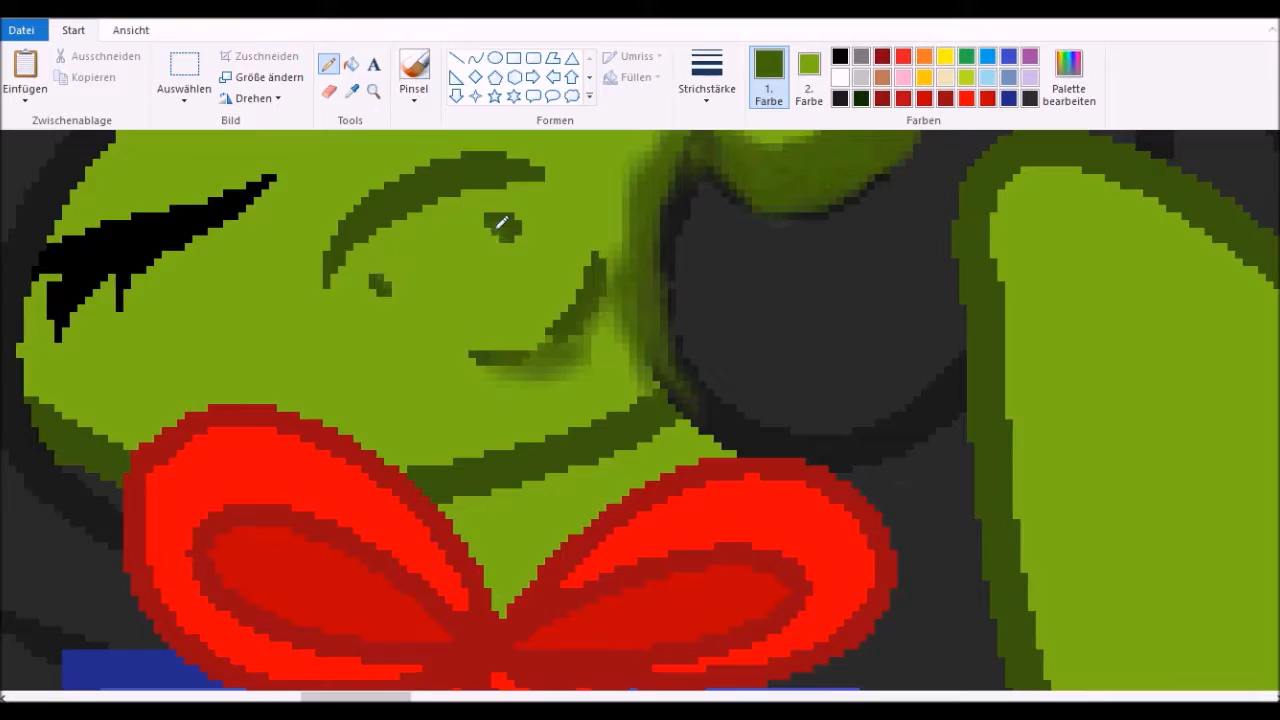 Datei Start Ansicht
Einfügen
Ausschneiden
Kopieren
Zwischenablage
Auswählen
Zuschneiden
Größe ändern
Drehen
Bild
A
Tools
Pinsel
Formen
Umriss
Füllen
Strichstärke
1.
Farbe
2.
Farbe
Farben
Palette
bearbeiten